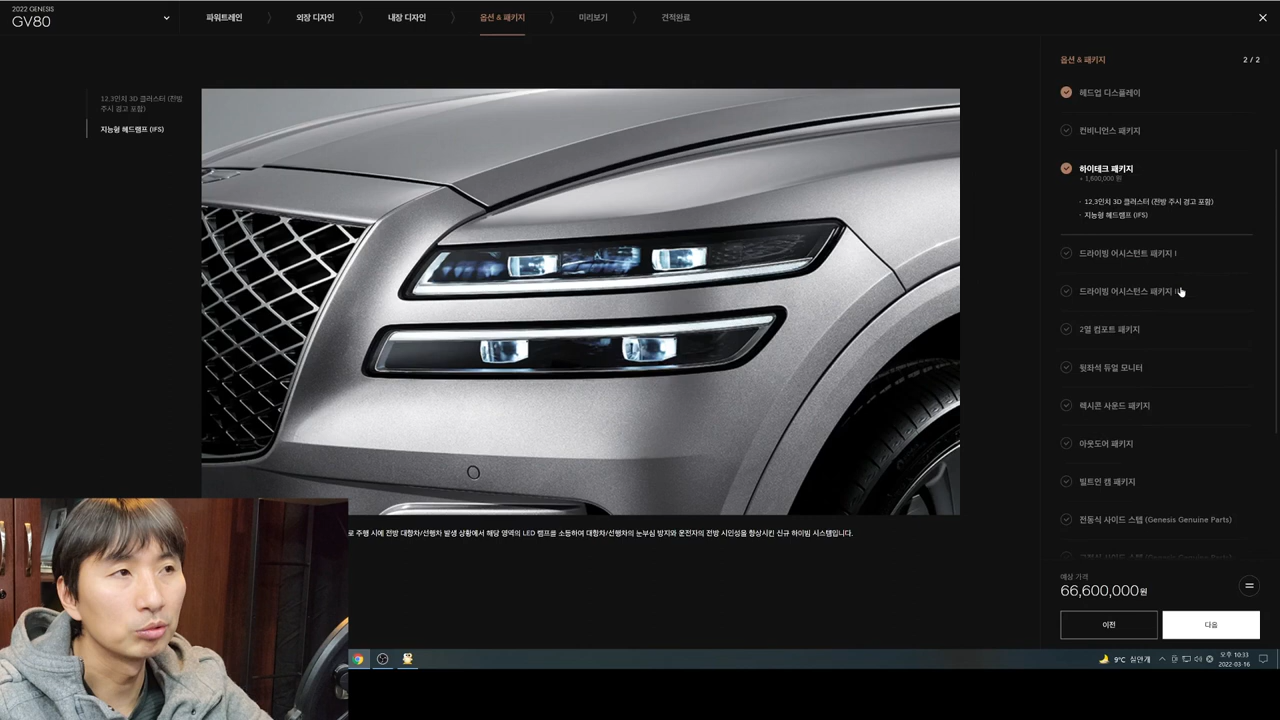 2022 GENESIS
GV80
파워트레인
외장 디자인
내장 디자인
옵션 & 패키지
미리보기
견적완료
12.3인치 3D 클러스터 (전방
주시 경고 포함)
지능형 헤드램프 (IFS)
로 주행 시에 전방 대향차/선행차 발생 상황에서 해당 영역의 LED 램프를 소등하여 대향차/선행차의 눈부심 방지와 운전자의 전방 시인성을 향상시킨 신규 하이빔 시스템입니다.
옵션 & 패키지
2 / 2
헤드업 디스플레이
컨비니언스 패키지
하이테크 패키지
+ 1,600,000 원
· 12.3인치 3D 클러스터 (전방 주시 경고 포함)
· 지능형 헤드램프 (IFS)
드라이빙 어시스턴트 패키지 I
드라이빙 어시스턴스 패키지 II
2열 컴포트 패키지
뒷좌석 듀얼 모니터
렉시콘 사운드 패키지
아웃도어 패키지
빌트인 캠 패키지
전동식 사이드 스텝 (Genesis Genuine Parts)
고정식 사이드 스텝 (Genesis Genuine Parts)
예상 가격
66,600,000원
이전
다음
9°C 실안개
오후 10:33
2022-03-16